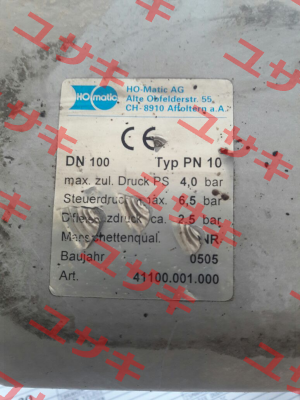 HO-Matic
HO-Matic AG
Alte Obfelderstr. 55
CH-8910 Affoltern a.A.
CE
DN 100 Typ PN 10
max. zul. Druck PS 4,0 bar
Steuerdruck max. 6,5 bar
ca. 2,5 bar
Manschettenqual. NR
Baujahr 0505
Art. 41100.001.000
ユサキ
ユサキ
ユサキ
ユサキ
ユサキ